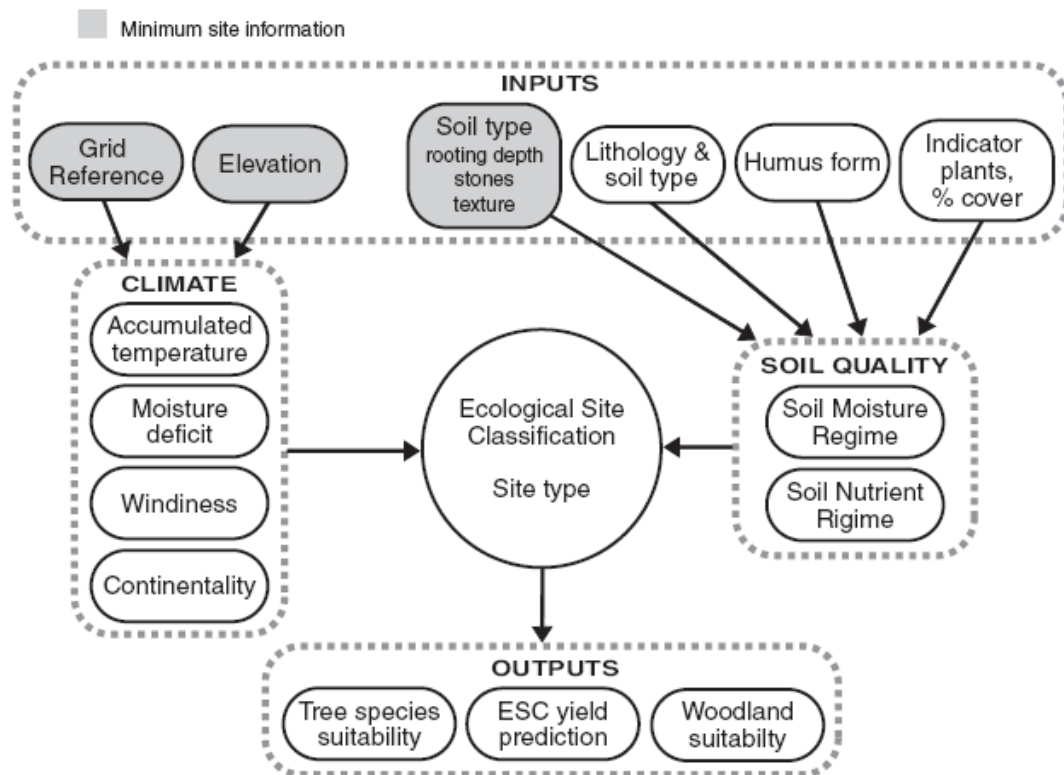 Minimum site information
INPUTS
Grid
Reference
Elevation
Soil type
rooting depth
stones
texture
Lithology &
soil type
Humus form
Indicator
plants,
% cover
CLIMATE
Accumulated
temperature
Moisture
deficit
Windiness
Continentality
Ecological Site
Classification
Site type
SOIL QUALITY
Soil Moisture
Regime
Soil Nutrient
Rigime
OUTPUTS
Tree species
suitability
ESC yield
prediction
Woodland
suitabilty